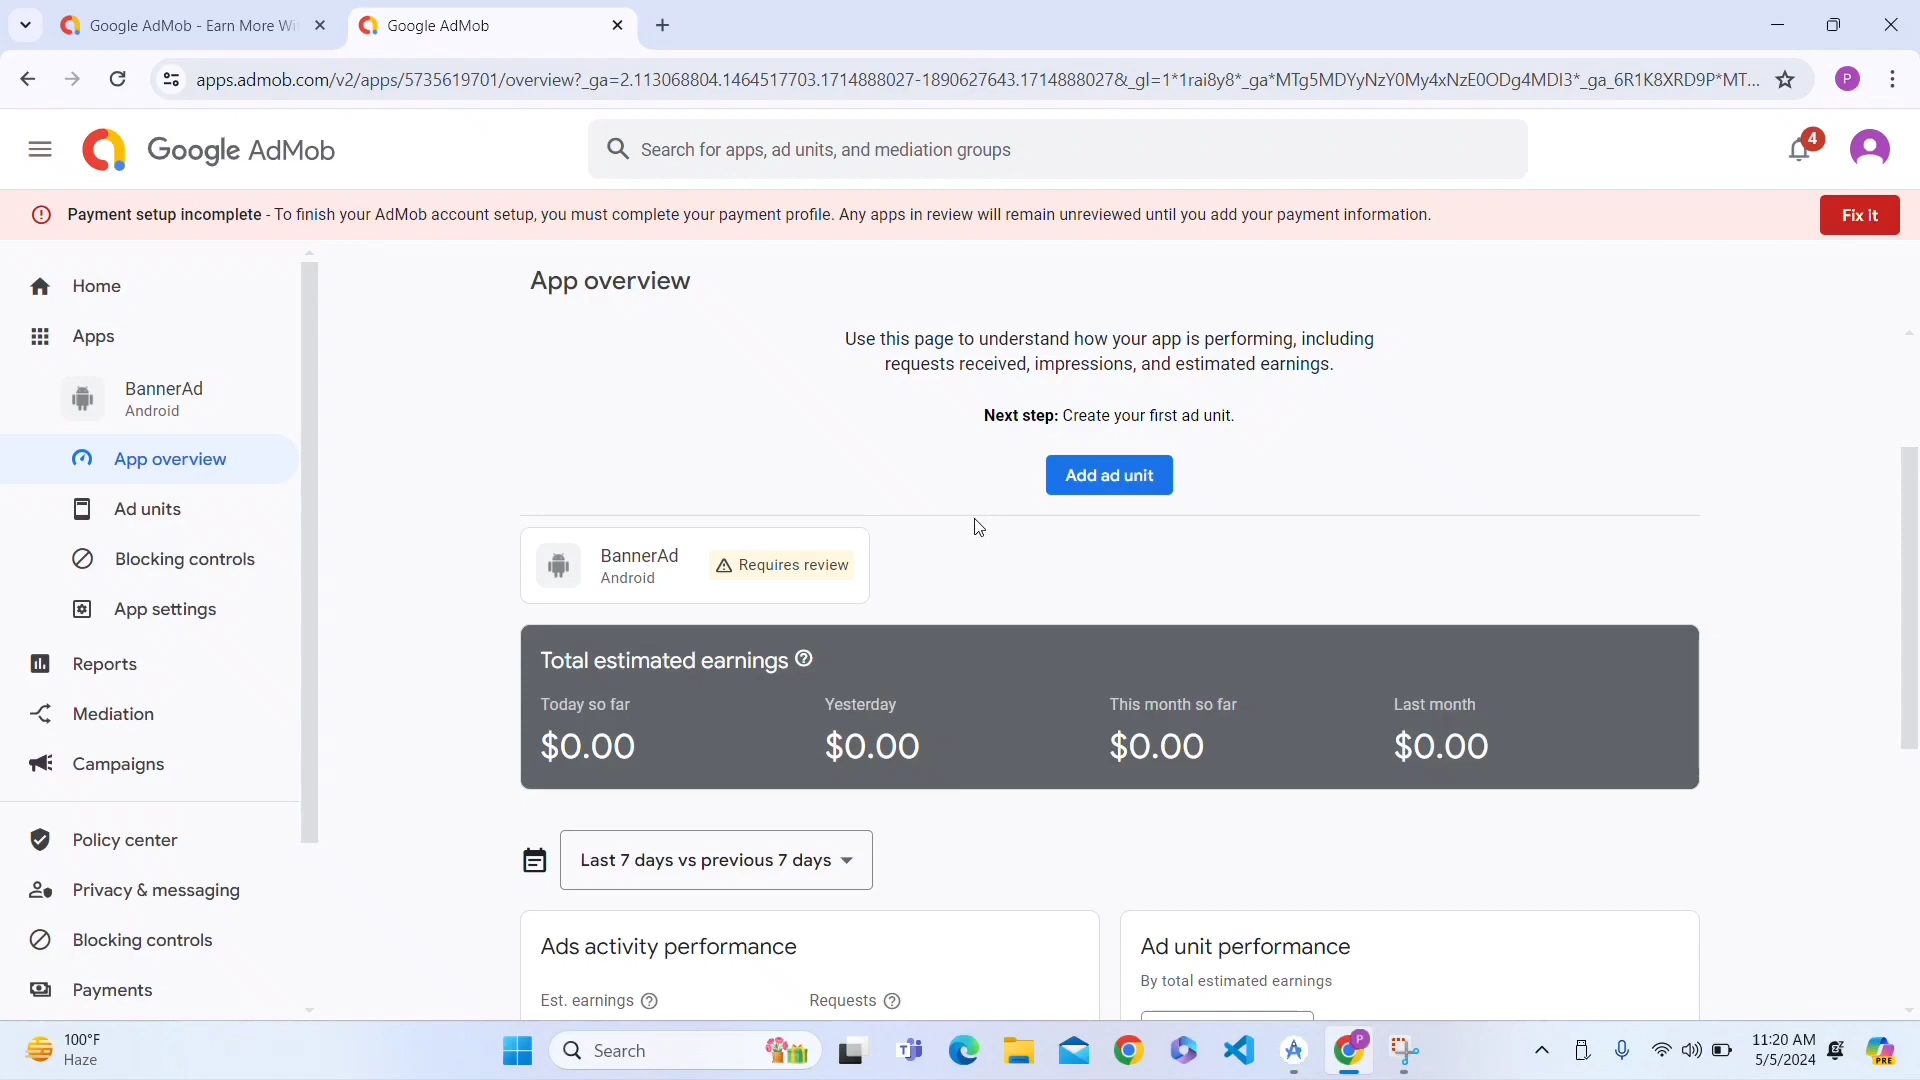 Google AdMob - Earn More Wi
Google AdMob
apps.admob.com/v2/apps/5735619701/overview?_ga=2.113068804.1464517703.1714888027-1890627643.1714888027&_gl=1*1rai8y8*_ga*MTg5MDYyNzY0My4xNzE0ODg4MDI3*_ga_6R1K8XRD9P*MT...
P
Google AdMob
Search for apps, ad units, and mediation groups
4
Payment setup incomplete - To finish your AdMob account setup, you must complete your payment profile. Any apps in review will remain unreviewed until you add your payment information.
Fix it
Home
Apps
BannerAd
Android
App overview
Ad units
Blocking controls
App settings
Reports
Mediation
Campaigns
Policy center
Privacy & messaging
Blocking controls
Payments
App overview
Use this page to understand how your app is performing, including
requests received, impressions, and estimated earnings.
Next step: Create your first ad unit.
Add ad unit
BannerAd
Android
Requires review
Total estimated earnings
Today so far
Yesterday
This month so far
Last month
$0.00
$0.00
$0.00
$0.00
Last 7 days vs previous 7 days
Ads activity performance
Est. earnings
Requests
Ad unit performance
By total estimated earnings
100°F
Haze
Search
P
11:20 AM
5/5/2024
PRE